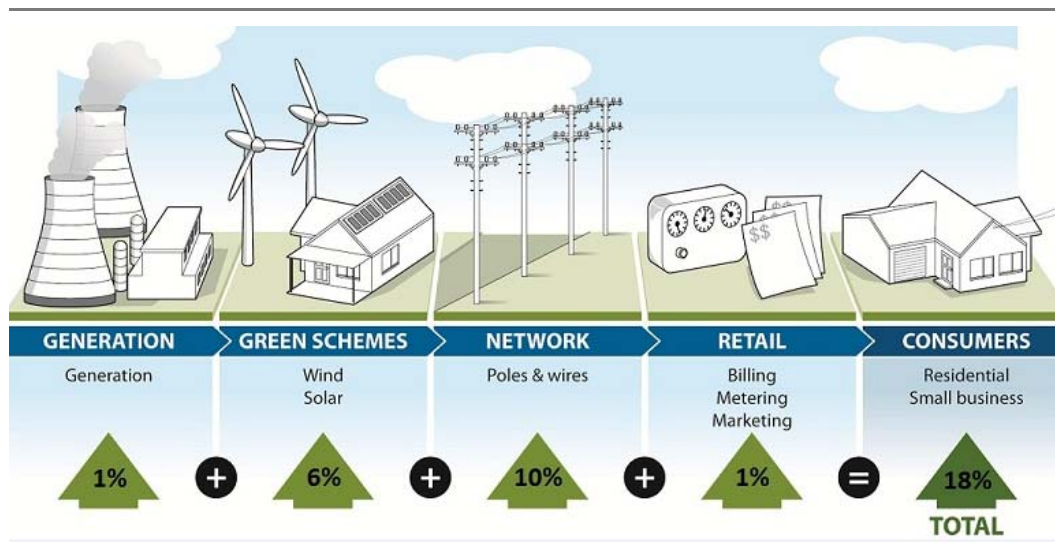 $$
$$
$$
GENERATION
GREEN SCHEMES
NETWORK
RETAIL
CONSUMERS
Generation
Wind
Solar
Poles & wires
Billing
Metering
Marketing
Residential
Small business
1%
+
6%
+
10%
+
1%
=
18%
TOTAL